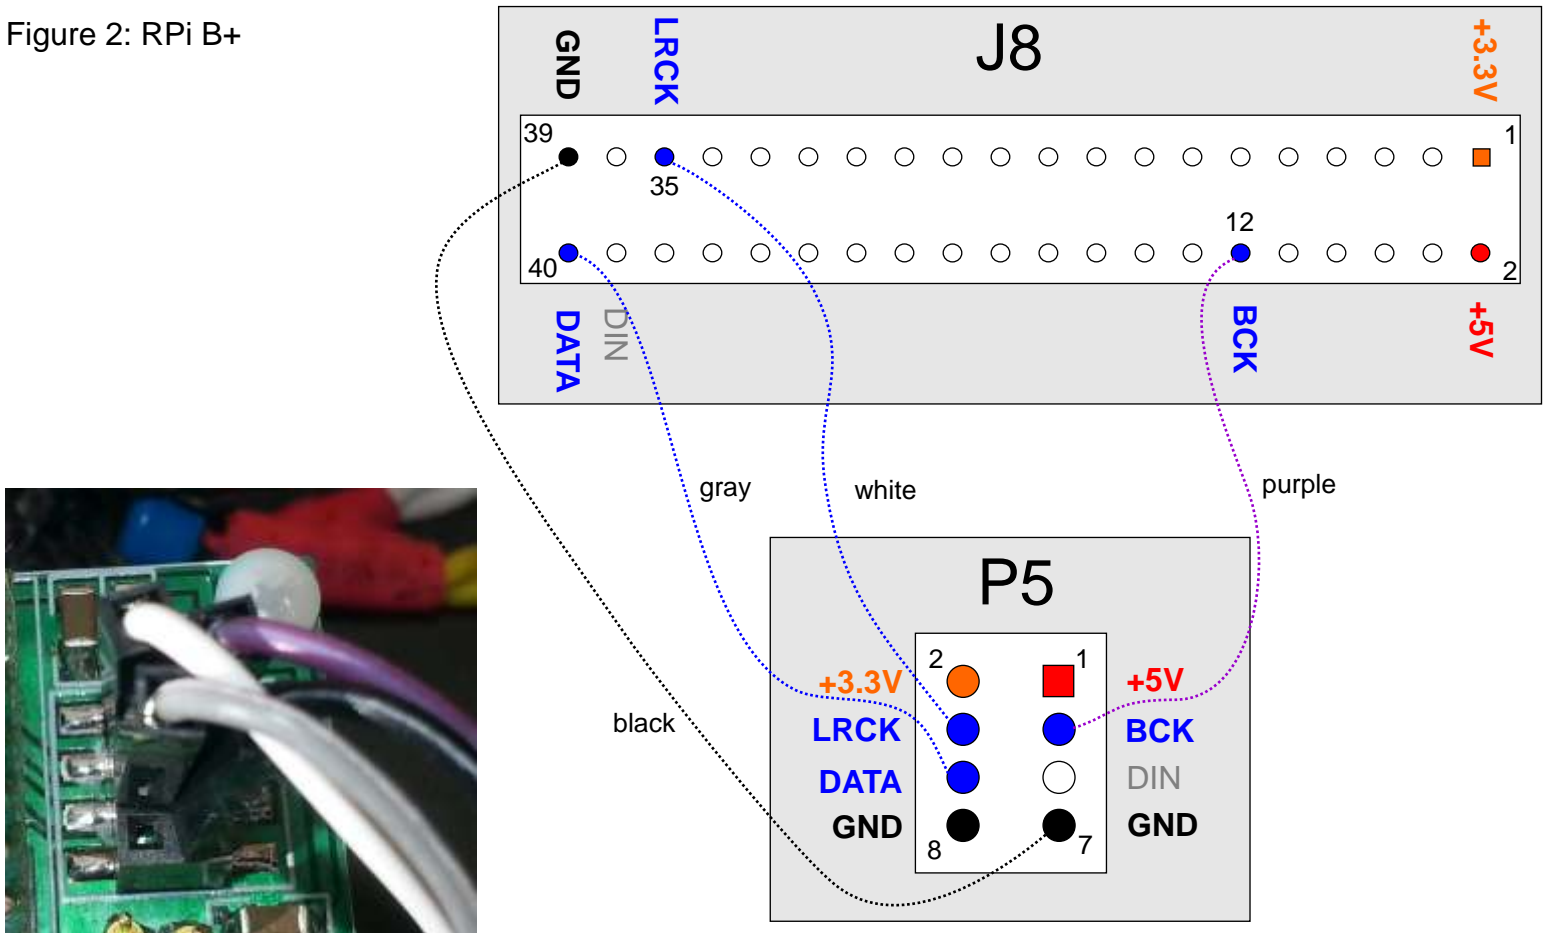 Figure 2: RPi B+
J8
GND
LRCK
+3.3V
39
1
35
12
40
2
DATA
DIN
BCK
+5V
gray
white
purple
black
P5
2
1
+3.3V
+5V
LRCK
BCK
DATA
DIN
GND
GND
8
7